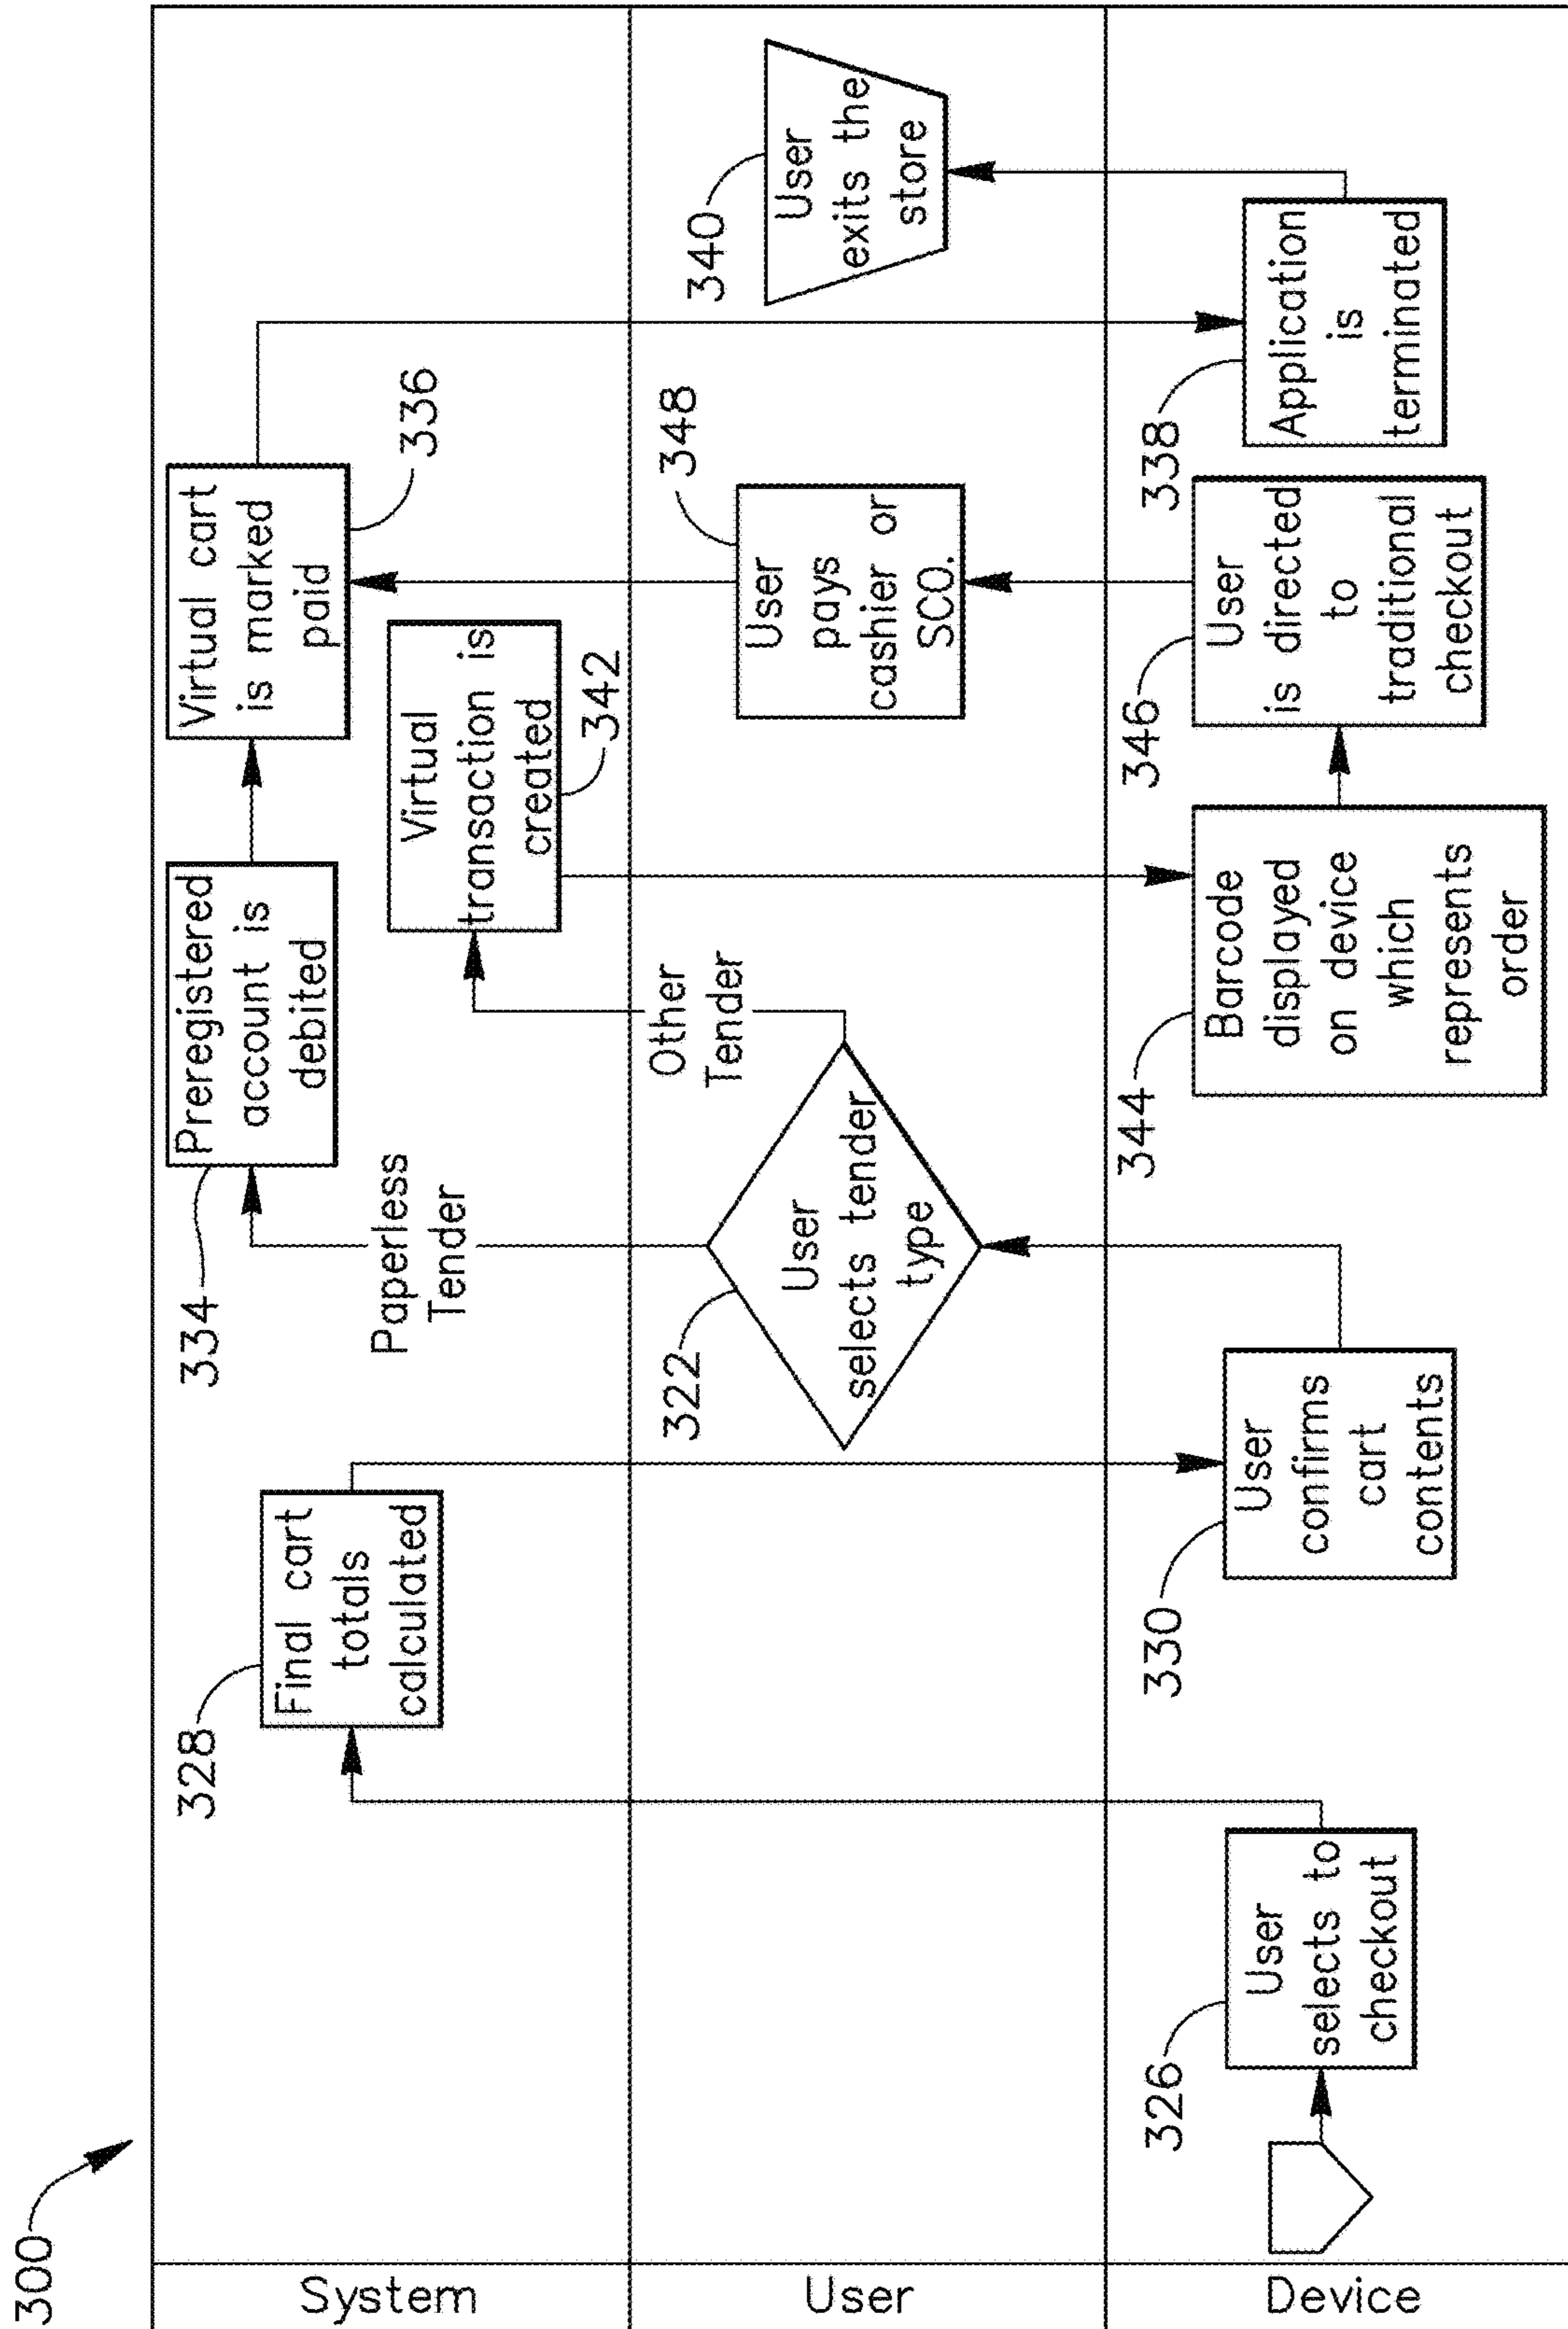 300
System
328
Final cart
totals
calculated
334
Preregistered
account is
debited
Virtual cart
is marked
paid
336
Paperless
Tender
Virtual
transaction is
created
342
User
322
User
selects tender
type
Other
Tender
User
pays
cashier or
SCO.
348
340
User
exits the
store
Device
326
User
selects to
checkout
330
User
confirms
cart
contents
344
Barcode
displayed
on device
which
represents
order
346
User
is directed
to
traditional
checkout
338
Application
is
terminated